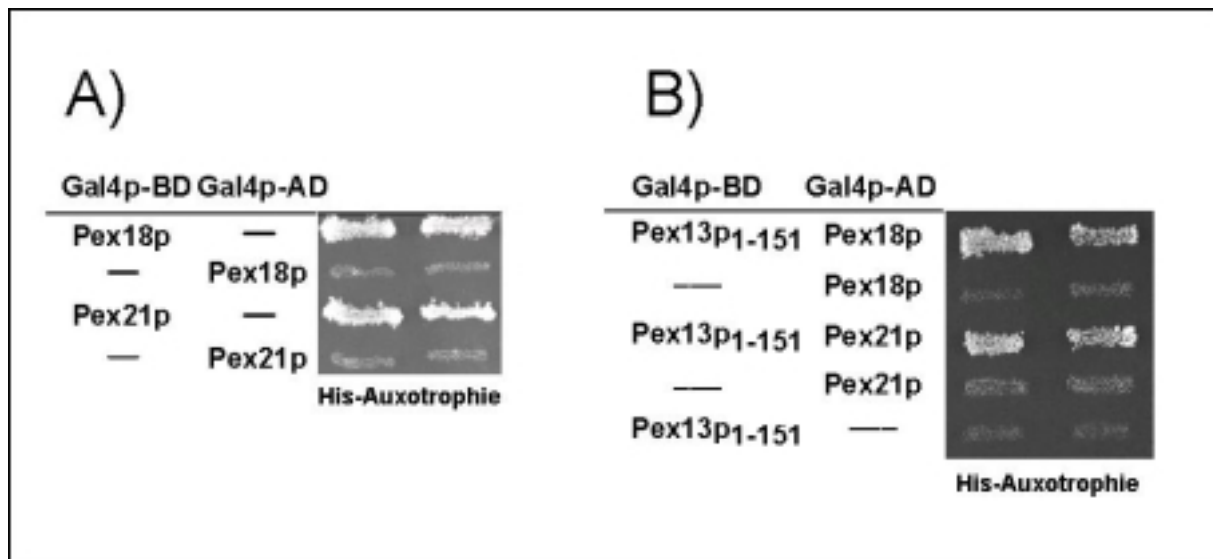 A)
Gal4p-BD Gal4p-AD
Pex18p —
— Pex18p
Pex21p —
— Pex21p
His-Auxotrophie
B)
Gal4p-BD Gal4p-AD
Pex13p1-151 Pex18p
— Pex18p
Pex13p1-151 Pex21p
— Pex21p
Pex13p1-151 —
His-Auxotrophie